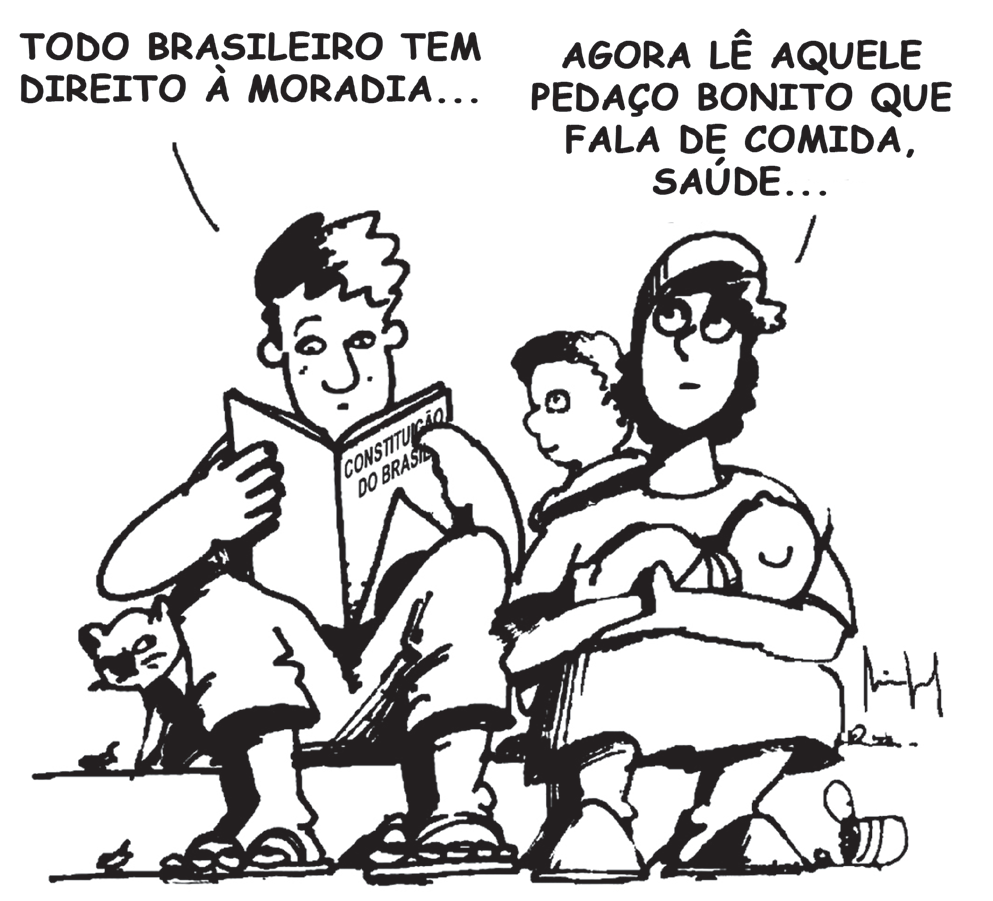 TODO BRASILEIRO TEM
DIREITO À MORADIA...
AGORA LÊ AQUELE
PEDAÇO BONITO QUE
FALA DE COMIDA,
SAÚDE...
CONSTITUIÇÃO
DO BRASIL